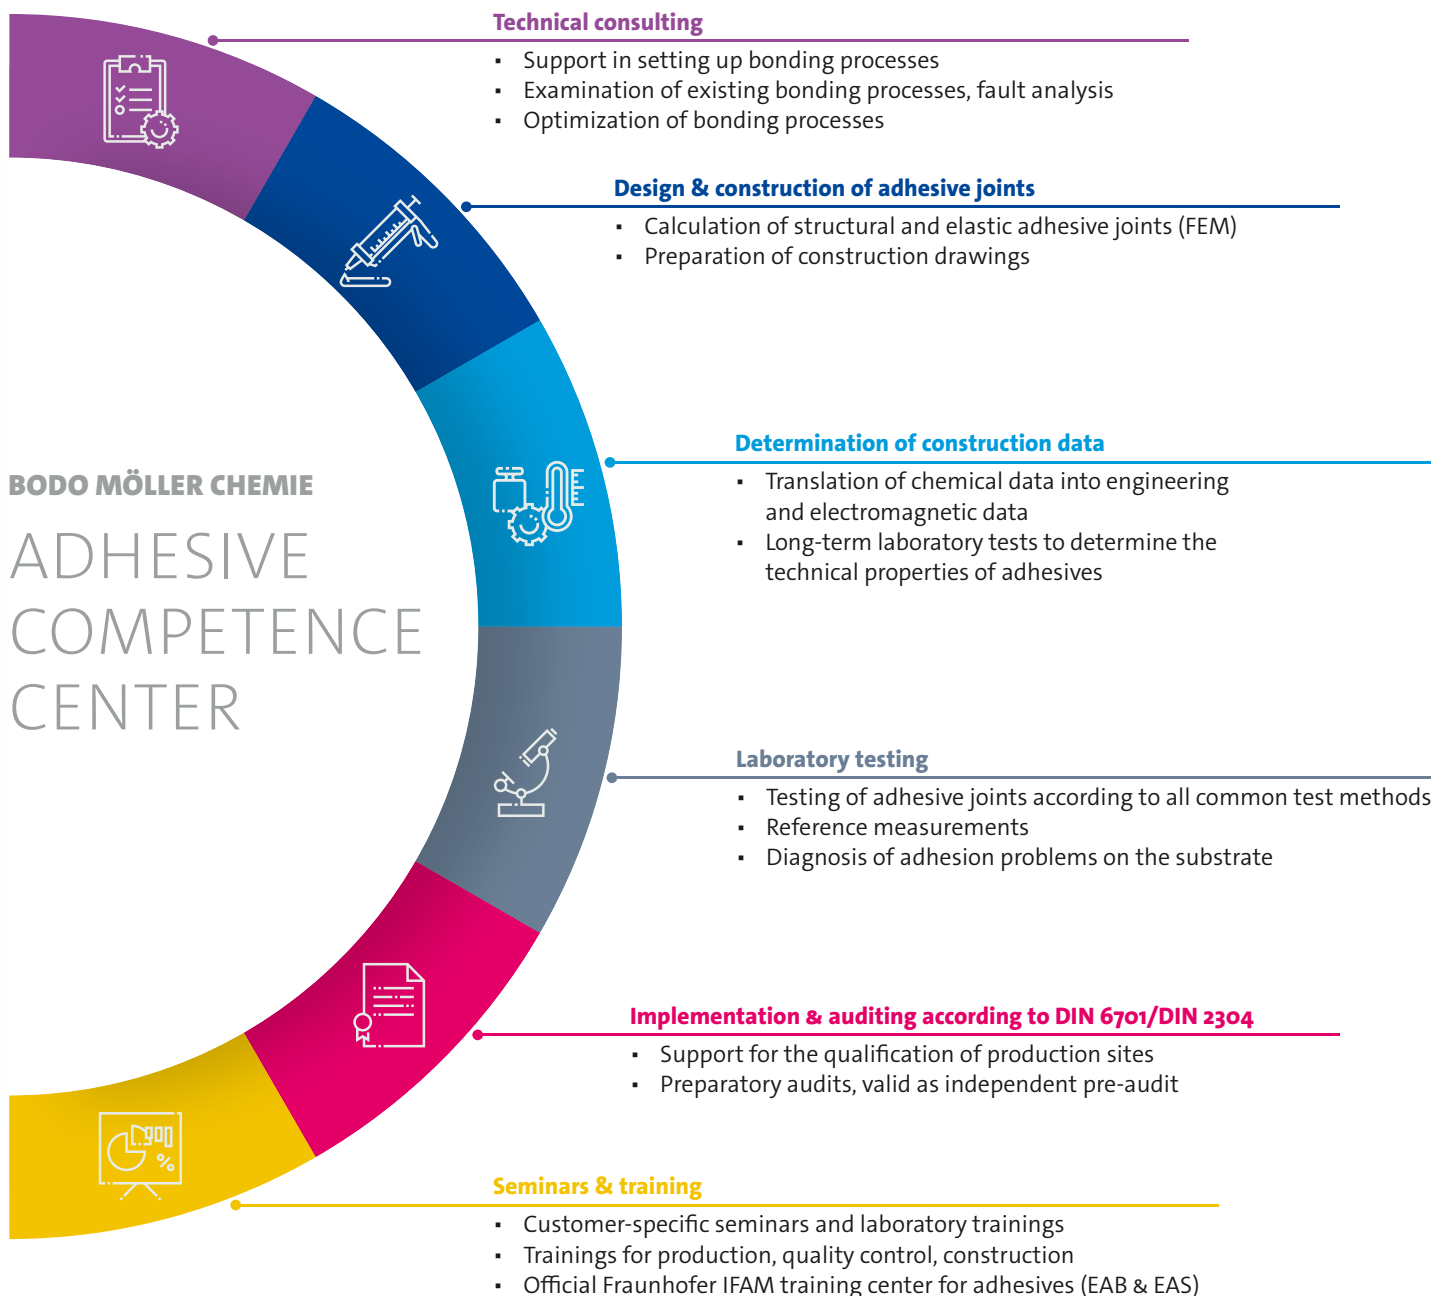 Technical consulting
▪ Support in setting up bonding processes
▪ Examination of existing bonding processes, fault analysis
▪ Optimization of bonding processes
Design & construction of adhesive joints
▪ Calculation of structural and elastic adhesive joints (FEM)
▪ Preparation of construction drawings
Determination of construction data
▪ Translation of chemical data into engineering
and electromagnetic data
▪ Long-term laboratory tests to determine the
technical properties of adhesives
BODO MÖLLER CHEMIE
ADHESIVE
COMPETENCE
CENTER
Laboratory testing
▪ Testing of adhesive joints according to all common test methods
▪ Reference measurements
▪ Diagnosis of adhesion problems on the substrate
Implementation & auditing according to DIN 6701/DIN 2304
▪ Support for the qualification of production sites
▪ Preparatory audits, valid as independent pre-audit
%
Seminars & training
▪ Customer-specific seminars and laboratory trainings
▪ Trainings for production, quality control, construction
▪ Official Fraunhofer IFAM training center for adhesives (EAB & EAS)